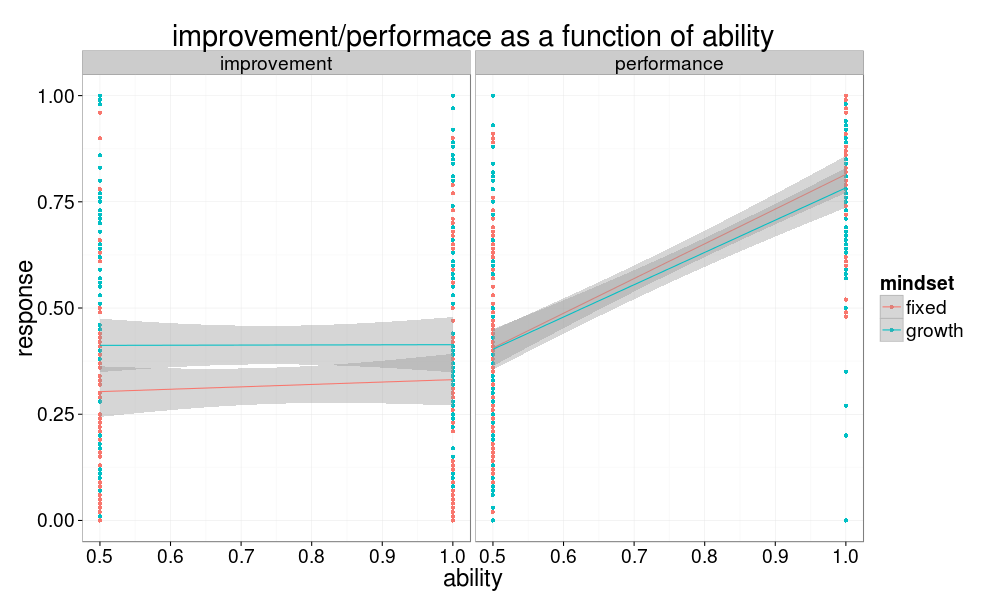 improvement/performace as a function of ability
improvement
performance
1.00
0.75
0.50
0.25
0.00
response
0.5 0.6 0.7 0.8 0.9 1.0
0.5 0.6 0.7 0.8 0.9 1.0
ability
mindset
fixed
growth